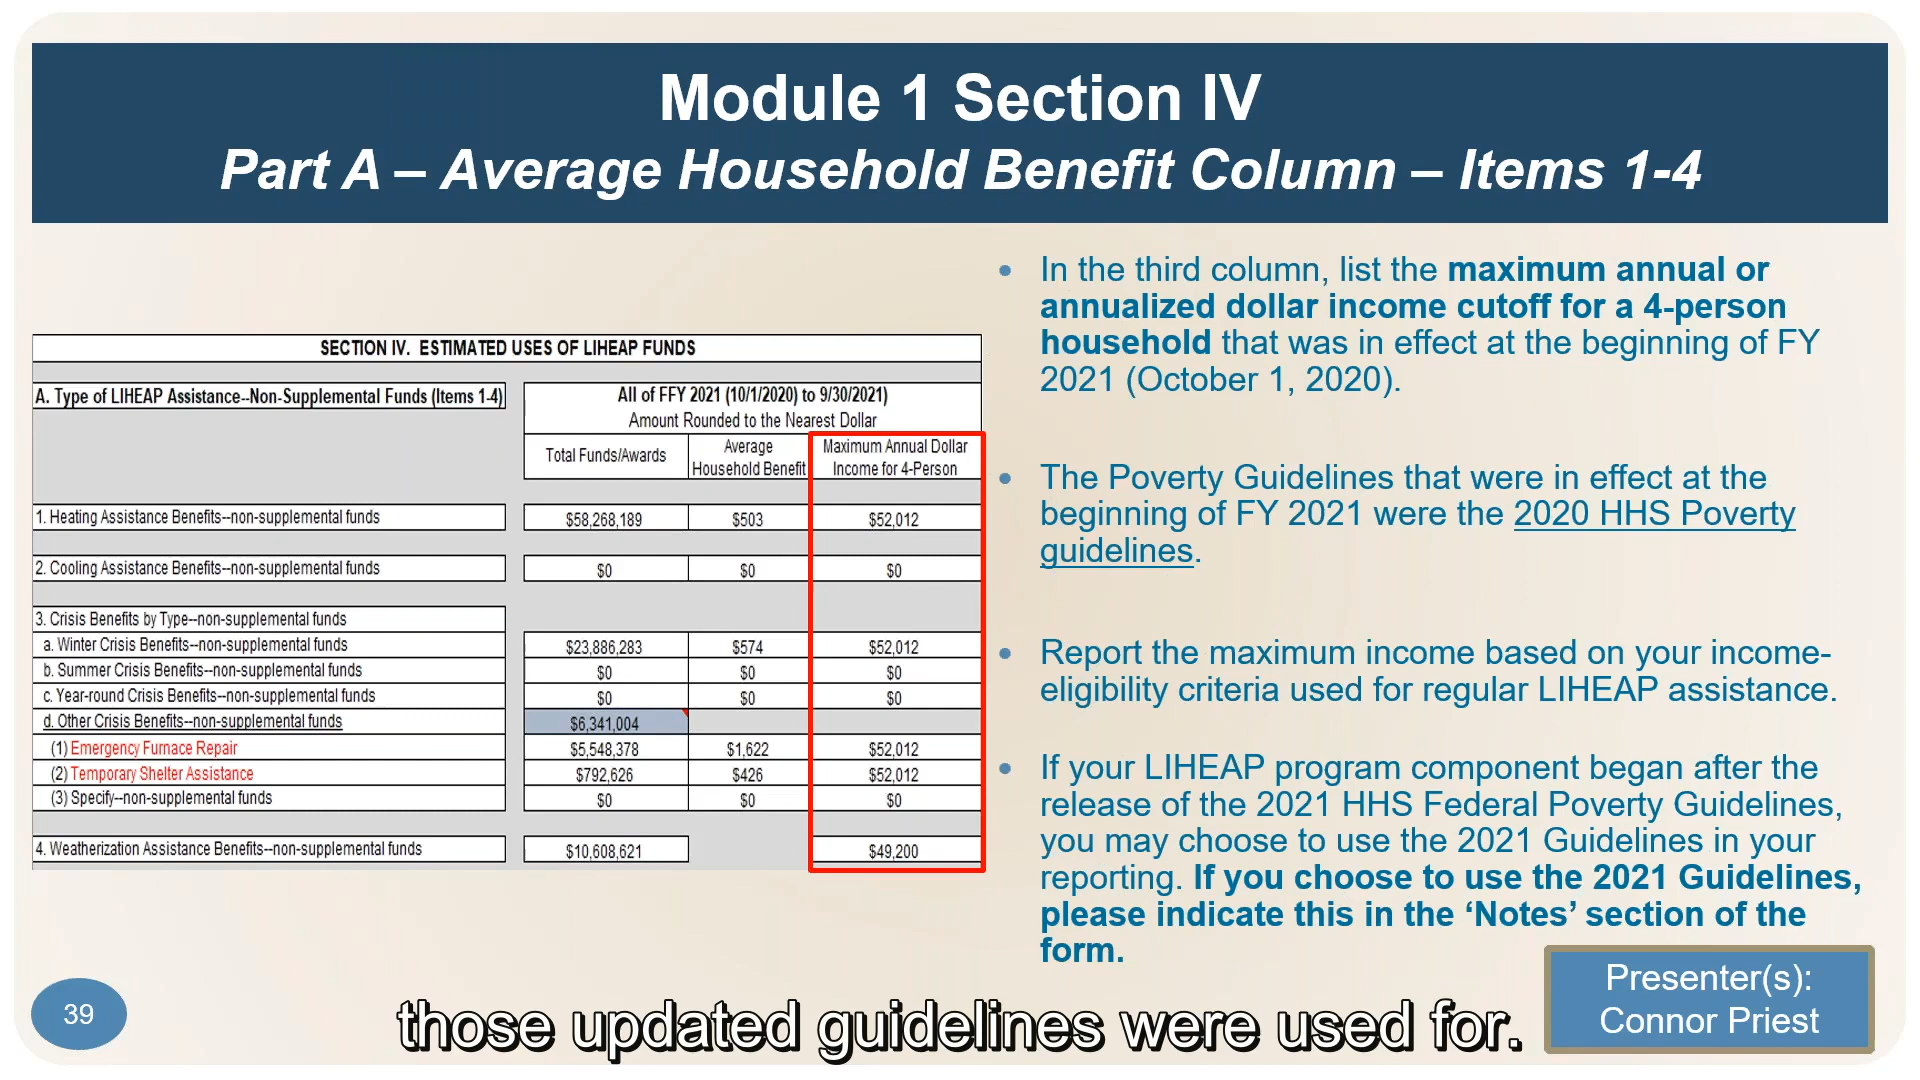 Module 1 Section IV
Part A – Average Household Benefit Column – Items 1-4
SECTION IV. ESTIMATED USES OF LIHEAP FUNDS
A. Type of LIHEAP Assistance--Non-Supplemental Funds (Items 1-4)
All of FFY 2021 (10/1/2020) to 9/30/2021)
Amount Rounded to the Nearest Dollar
Total Funds/Awards
Average
Household Benefit
Maximum Annual Dollar
Income for 4-Person
1. Heating Assistance Benefits--non-supplemental funds $58,268,189 $503 $52,012
2. Cooling Assistance Benefits--non-supplemental funds $0 $0 $0
3. Crisis Benefits by Type--non-supplemental funds
a. Winter Crisis Benefits--non-supplemental funds $23,886,283 $574 $52,012
b. Summer Crisis Benefits--non-supplemental funds $0 $0 $0
c. Year-round Crisis Benefits--non-supplemental funds $0 $0 $0
d. Other Crisis Benefits--non-supplemental funds $6,341,004
(1) Emergency Furnace Repair $5,548,378 $1,622 $52,012
(2) Temporary Shelter Assistance $792,626 $426 $52,012
(3) Specify--non-supplemental funds $0 $0 $0
4. Weatherization Assistance Benefits--non-supplemental funds $10,608,621 $49,200
• In the third column, list the maximum annual or
annualized dollar income cutoff for a 4-person
household that was in effect at the beginning of FY
2021 (October 1, 2020).
• The Poverty Guidelines that were in effect at the
beginning of FY 2021 were the 2020 HHS Poverty
guidelines.
• Report the maximum income based on your income-
eligibility criteria used for regular LIHEAP assistance.
• If your LIHEAP program component began after the
release of the 2021 HHS Federal Poverty Guidelines,
you may choose to use the 2021 Guidelines in your
reporting. If you choose to use the 2021 Guidelines,
please indicate this in the ‘Notes’ section of the
form.
Presenter(s):
Connor Priest
39
those updated guidelines were used for.